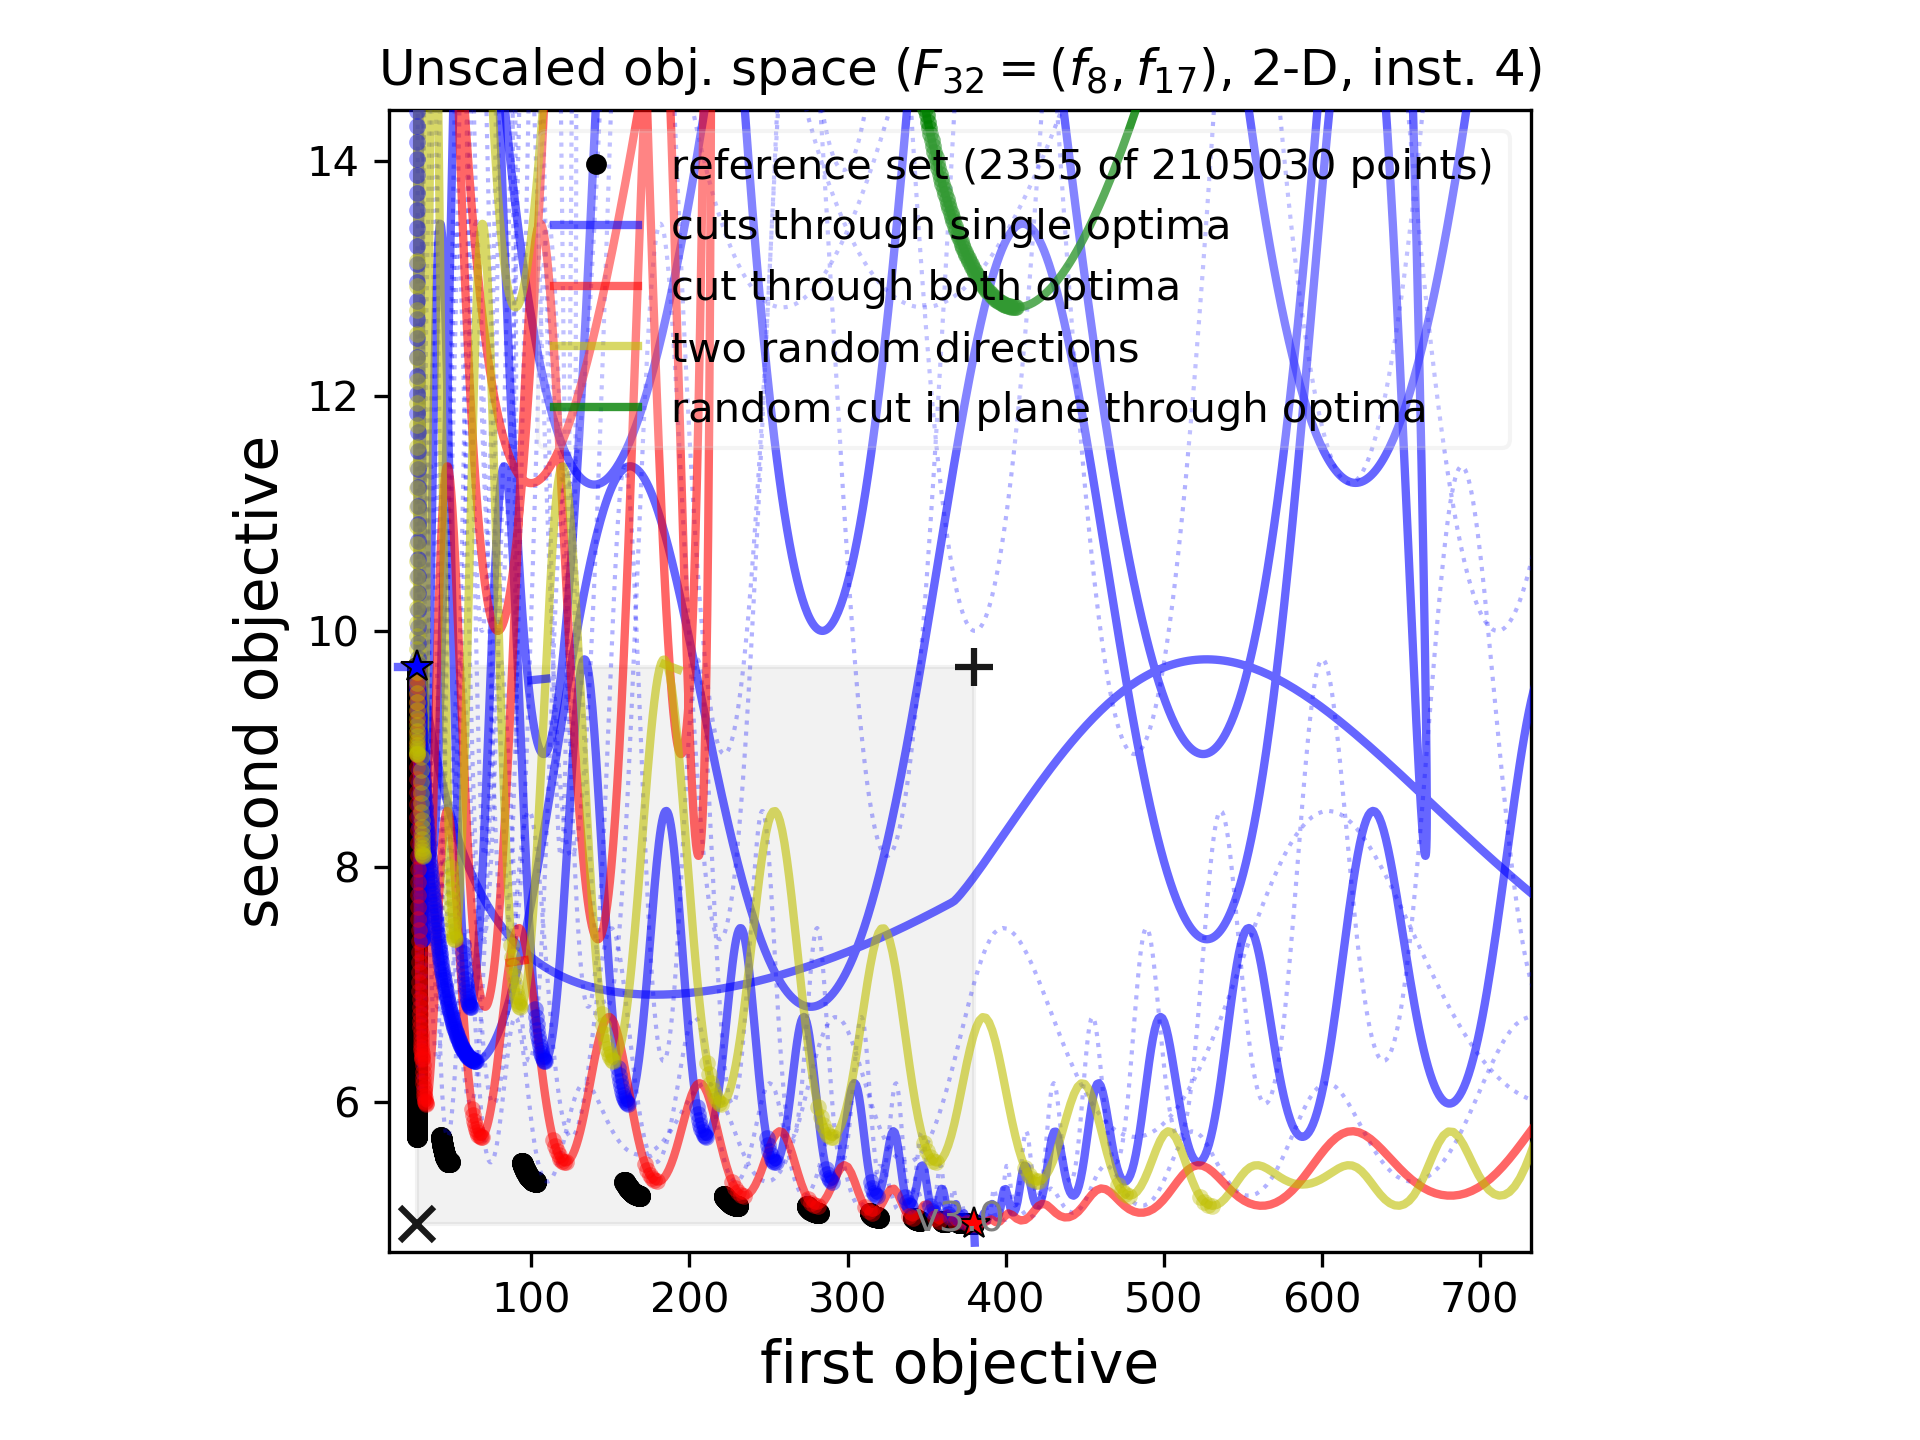 Unscaled obj. space (F32 = (f8, f17), 2-D, inst. 4)
reference set (2355 of 2105030 points)
cuts through single optima
cut through both optima
two random directions
random cut in plane through optima
second objective
14
12
10
8
6
100 200 300 400 500 600 700
first objective